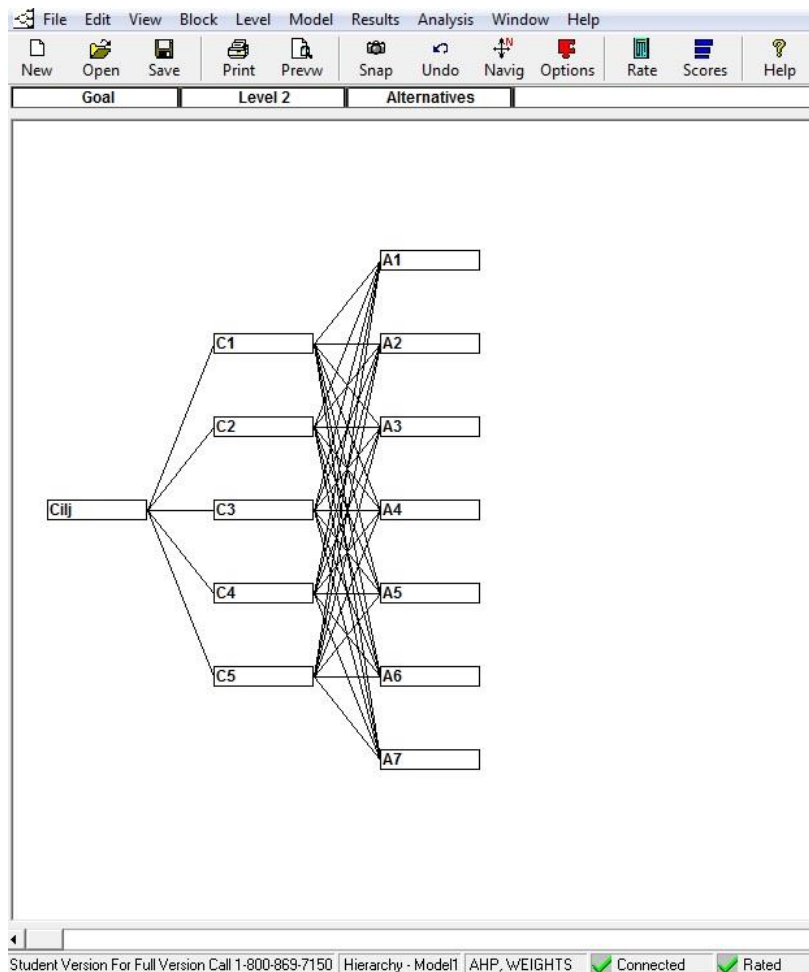 File Edit View Block Level Model Results Analysis Window Help
New Open Save Print Prevw Snap Undo Navig Options Rate Scores Help
Goal Level 2 Alternatives
A1
C1 A2
C2 A3
Cilj C3 A4
C4 A5
C5 A6
A7
Student Version For Full Version Call 1-800-869-7150 Hierarchy - Model1 AHP, WEIGHTS Connected Rated